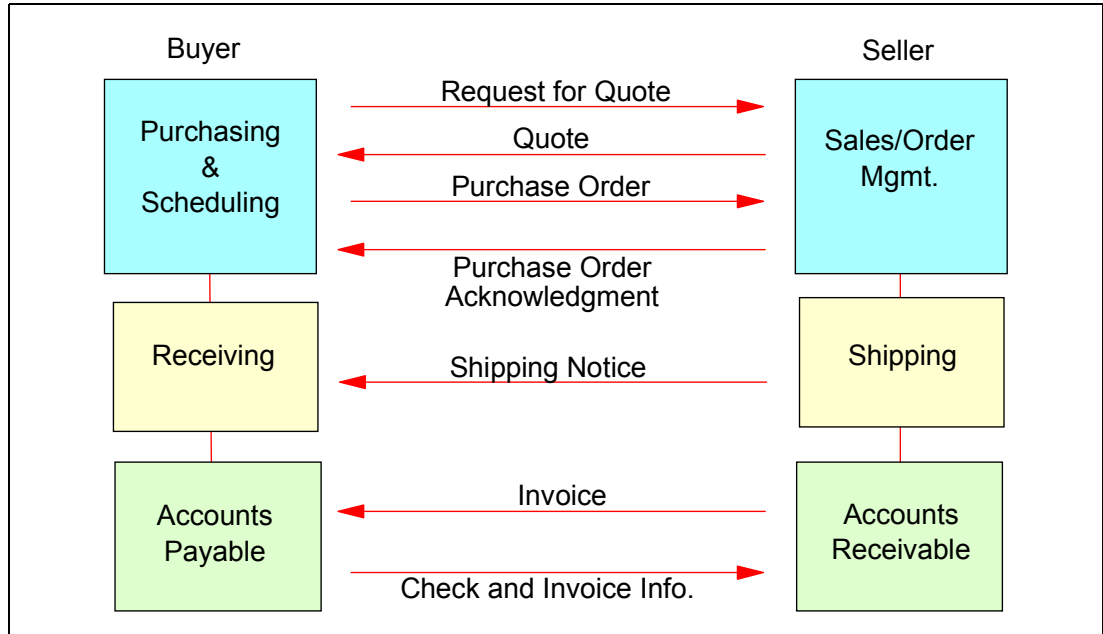 Buyer
Seller
Purchasing
&
Scheduling
Request for Quote
Quote
Purchase Order
Purchase Order
Acknowledgment
Sales/Order
Mgmt.
Receiving
Shipping Notice
Shipping
Accounts
Payable
Invoice
Check and Invoice Info.
Accounts
Receivable